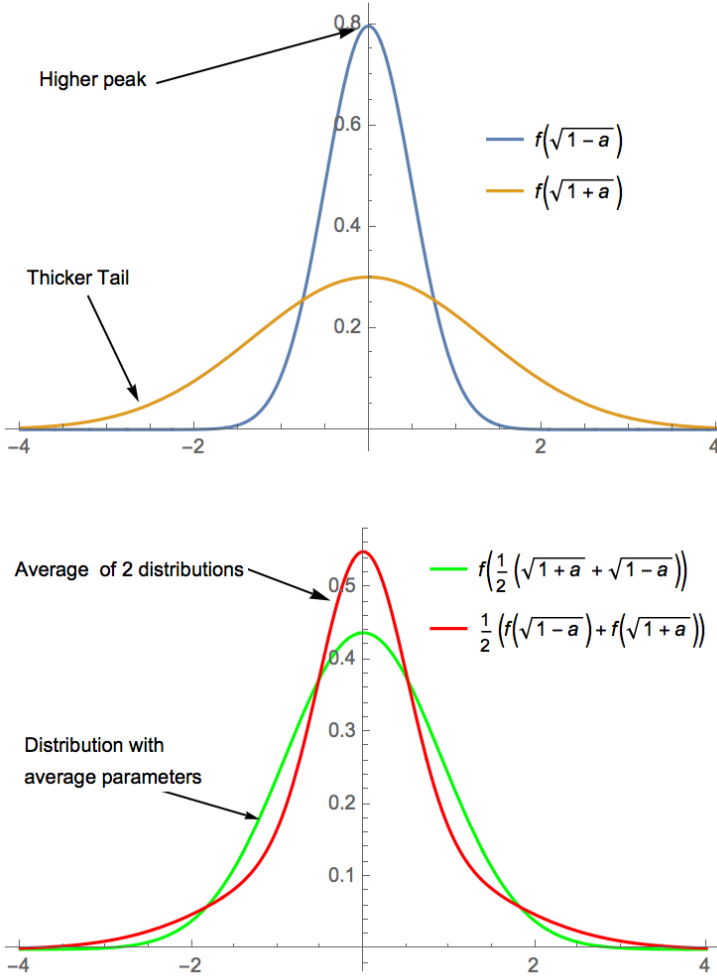 0.8
Higher peak
f(√1 - a)
0.6
f(√1 + a)
0.4
Thicker Tail
0.2
−4 −2 2 4
f(1/2 (√1 + a + √1 - a))
Average of 2 distributions
0.5
1/2 (f(√1 - a) + f(√1 + a))
0.4
0.3
Distribution with
average parameters
0.2
0.1
−4 −2 2 4